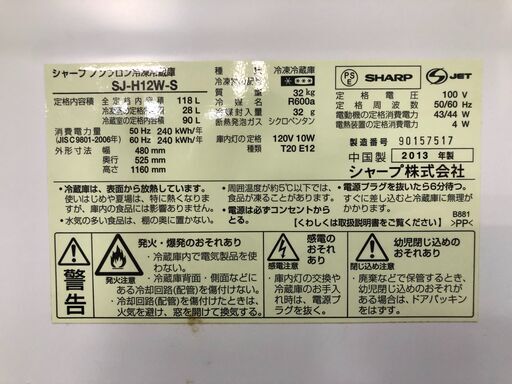 シャープノンフロン冷凍冷蔵庫
SJ-H12W-S
定格内容積 全定格内容積 118 L
28 L
冷蔵室の定格内容積 90 L
消費電力量 50 Hz 240 kWh/年
(JIS C 9801-2006年) 60 Hz 240 kWh/年
外形寸法 幅 480 mm
奥行 525 mm
高さ 1160 mm
種類 冷凍冷蔵庫
質量 32 kg
冷媒名 R600a
冷媒封入量 32 g
断熱発泡ガス シクロペンタン
庫内灯の定格 120V 10W
種類 T20 E12
PSE SHARP S JET
定格電圧 100 V
定格周波数 50/60 Hz
電動機の定格消費電力 43/44 W
電熱装置の定格消費電力 4 W
製造番号 90157517
中国製 2013 年製
シャープ株式会社
・冷蔵庫は、表面から放熱しています。
使いはじめや夏場は、特に熱くなりますが、庫内の食品には影響ありません。
・水気の多い食品は、棚の奥に置かない
・周囲温度が約5℃以下では、食品が凍ることがあります。
・電源は必ずコンセントからとる。
・電源プラグを抜いたら6分待つ。
すぐに差し込むと圧縮機が故障する原因になります。
【くわしくは取扱説明書をご覧ください】
B881
>PP<
警告
発火・爆発のおそれあり
発火注意
・冷蔵庫内で電気製品を使わない。
・冷蔵庫背面・側面などにある冷却回路(配管)を傷付けない
・冷却回路(配管)を傷付けたときは、火気を避け、窓を開けて換気する。
感電のおそれあり
感電注意
・庫内灯の交換や冷蔵庫のお手入れ時は、電源プラグを抜く。
幼児閉じ込めのおそれあり
・廃棄などで保管するとき、幼児閉じ込めのおそれがある場合は、ドアパッキンをはずす。